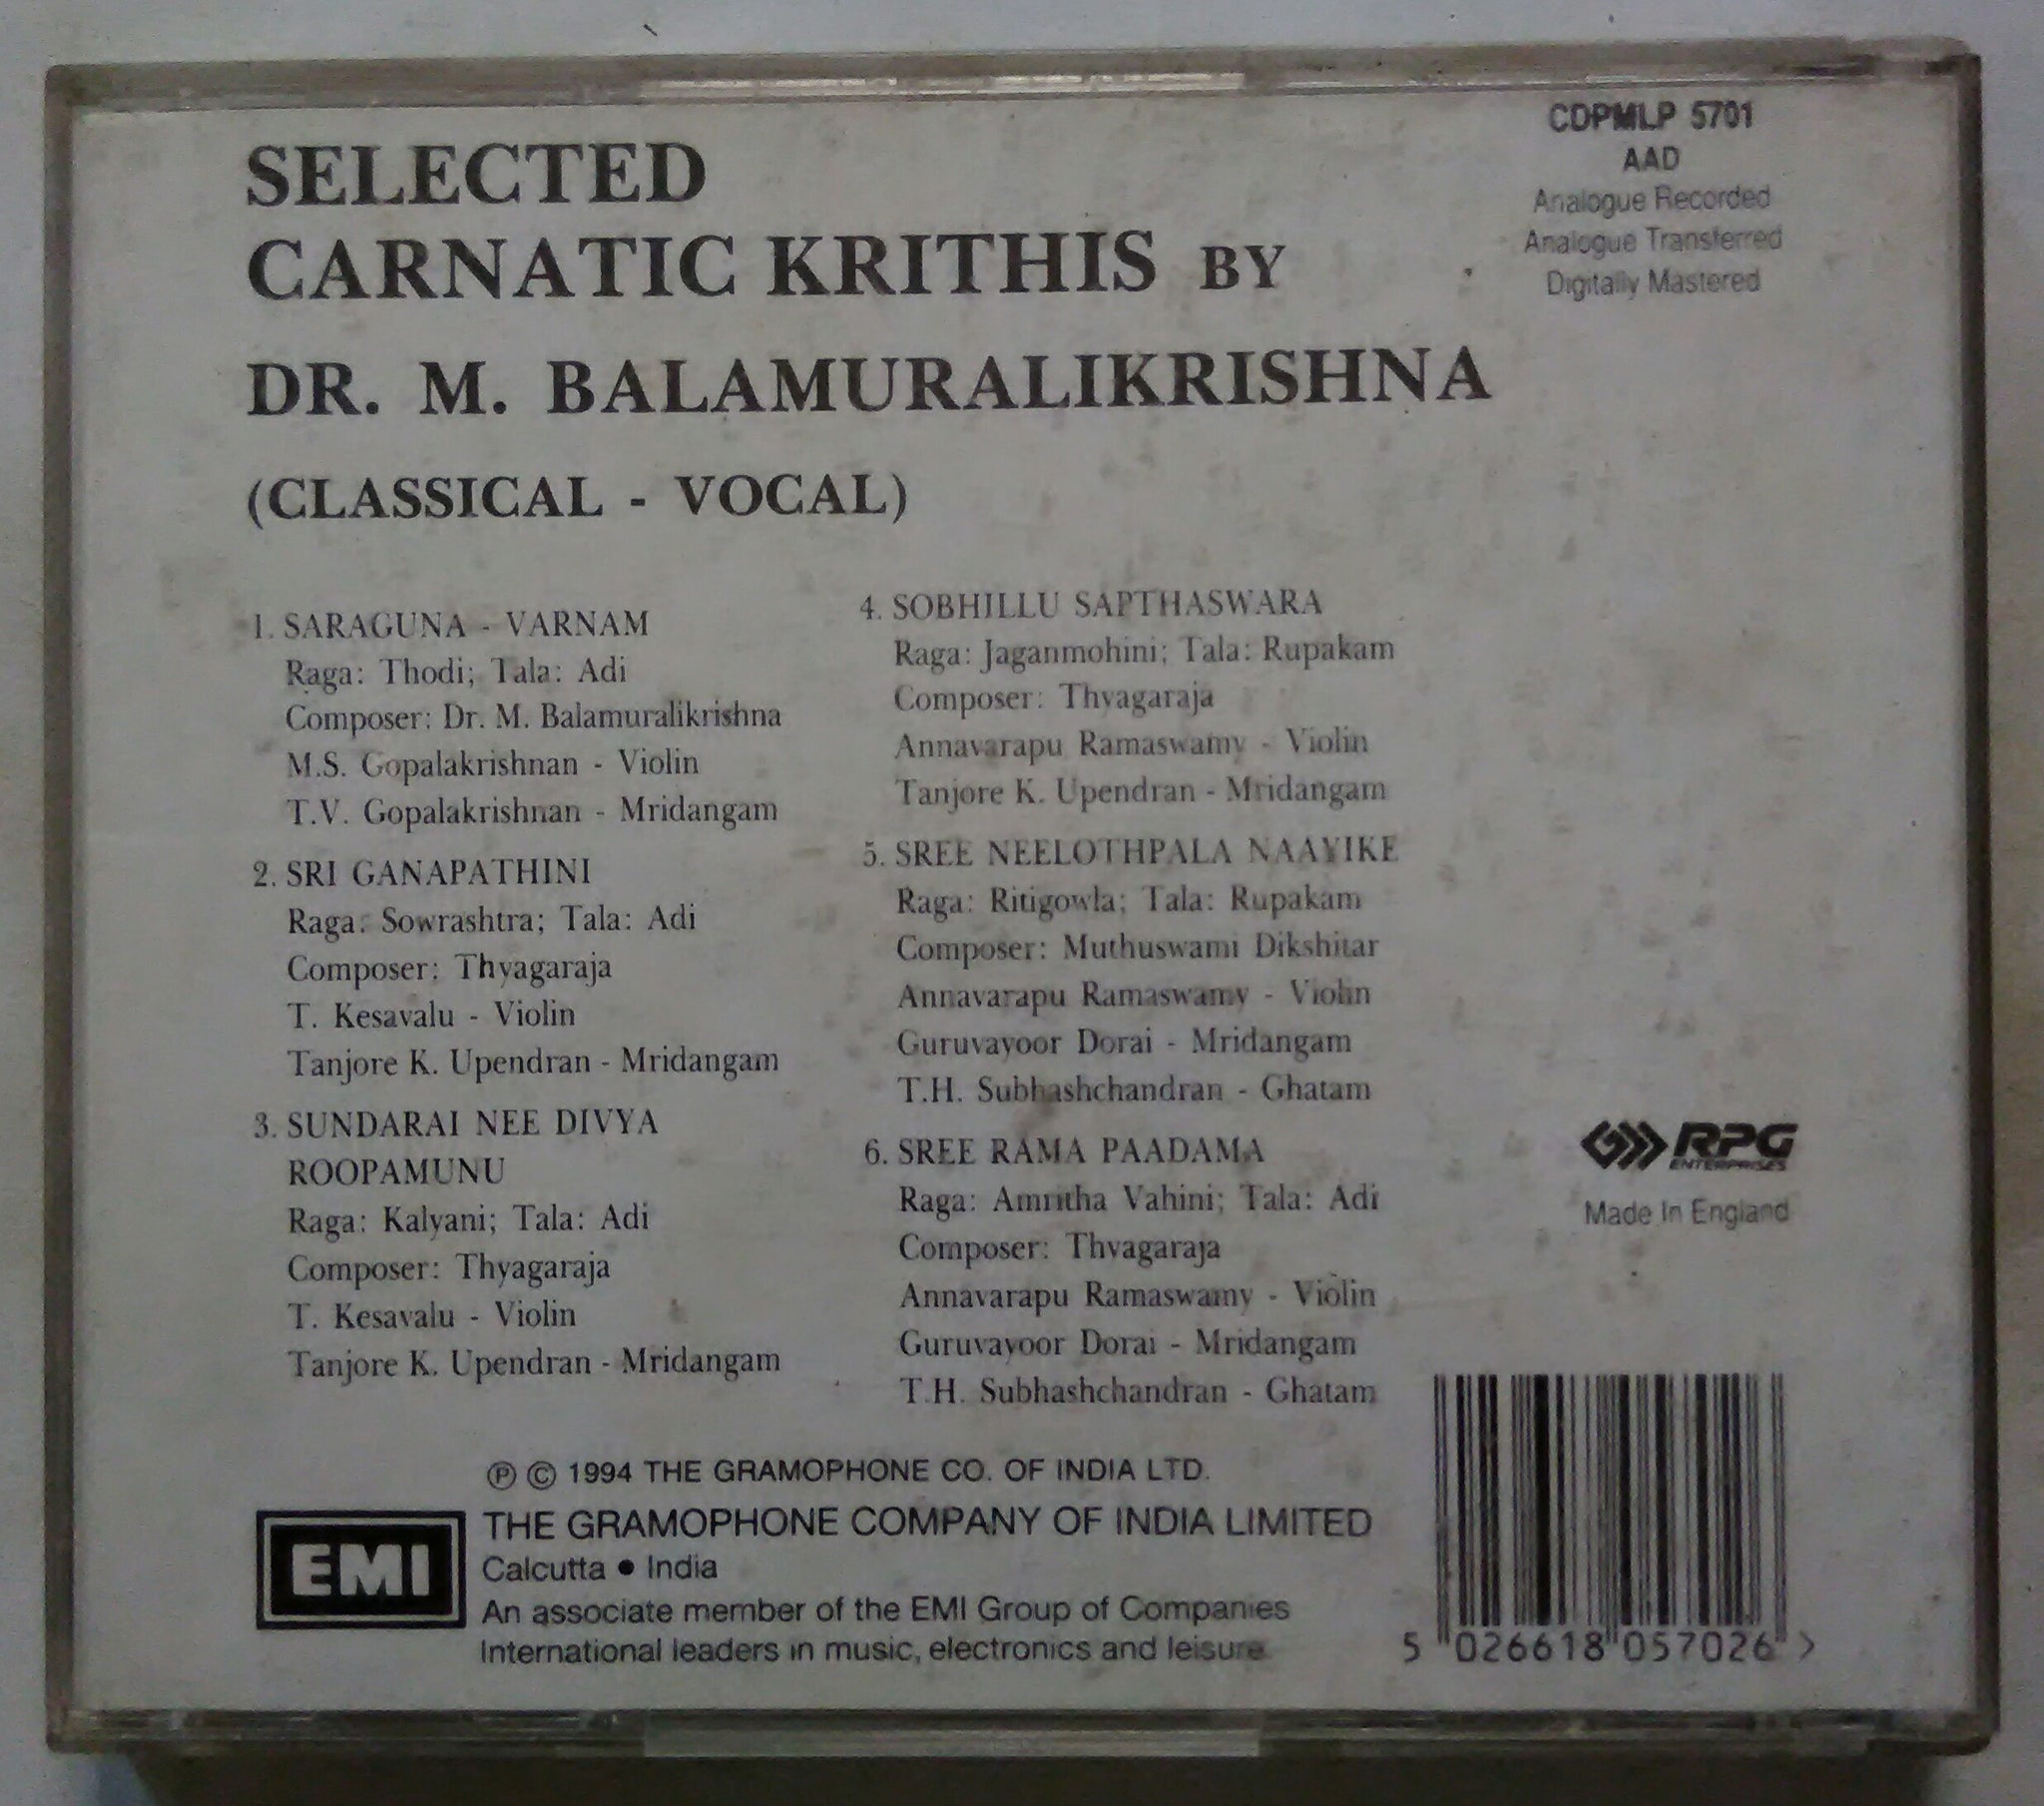 SELECTED
CARNATIC KRITHIS BY
DR. M. BALAMURALIKRISHNA
(CLASSICAL - VOCAL)
CDPMLP 5701
AAD
Analogue Recorded
Analogue Transferred
Digitally Mastered
1. SARAGUNA - VARNAM
Raga: Thodi; Tala: Adi
Composer: Dr. M. Balamuralikrishna
M.S. Gopalakrishnan - Violin
T.V. Gopalakrishnan - Mridangam
2. SRI GANAPATHINI
Raga: Sowrashtra; Tala: Adi
Composer: Thyagaraja
T. Kesavalu - Violin
Tanjore K. Upendran - Mridangam
3. SUNDARAI NEE DIVYA
ROOPAMUNU
Raga: Kalyani; Tala: Adi
Composer: Thyagaraja
T. Kesavalu - Violin
Tanjore K. Upendran - Mridangam
4. SOBHILLU SAPTHASWARA
Raga: Jaganmohini; Tala: Rupakam
Composer: Thyagaraja
Annavarapu Ramaswamy - Violin
Tanjore K. Upendran - Mridangam
5. SREE NEELOTHPALA NAAYIKE
Raga: Ritigowla; Tala: Rupakam
Composer: Muthuswami Dikshitar
Annavarapu Ramaswamy - Violin
Guruvayoor Dorai - Mridangam
T.H. Subhashchandran - Ghatam
6. SREE RAMA PAADAMA
Raga: Amritha Vahini; Tala: Adi
Composer: Thyagaraja
Annavarapu Ramaswamy - Violin
Guruvayoor Dorai - Mridangam
T.H. Subhashchandran - Ghatam
RPG
ENTERPRISES
Made In England
℗ © 1994 THE GRAMOPHONE CO. OF INDIA LTD.
EMI
THE GRAMOPHONE COMPANY OF INDIA LIMITED
Calcutta • India
An associate member of the EMI Group of Companies
International leaders in music, electronics and leisure
5 026618 057026 >